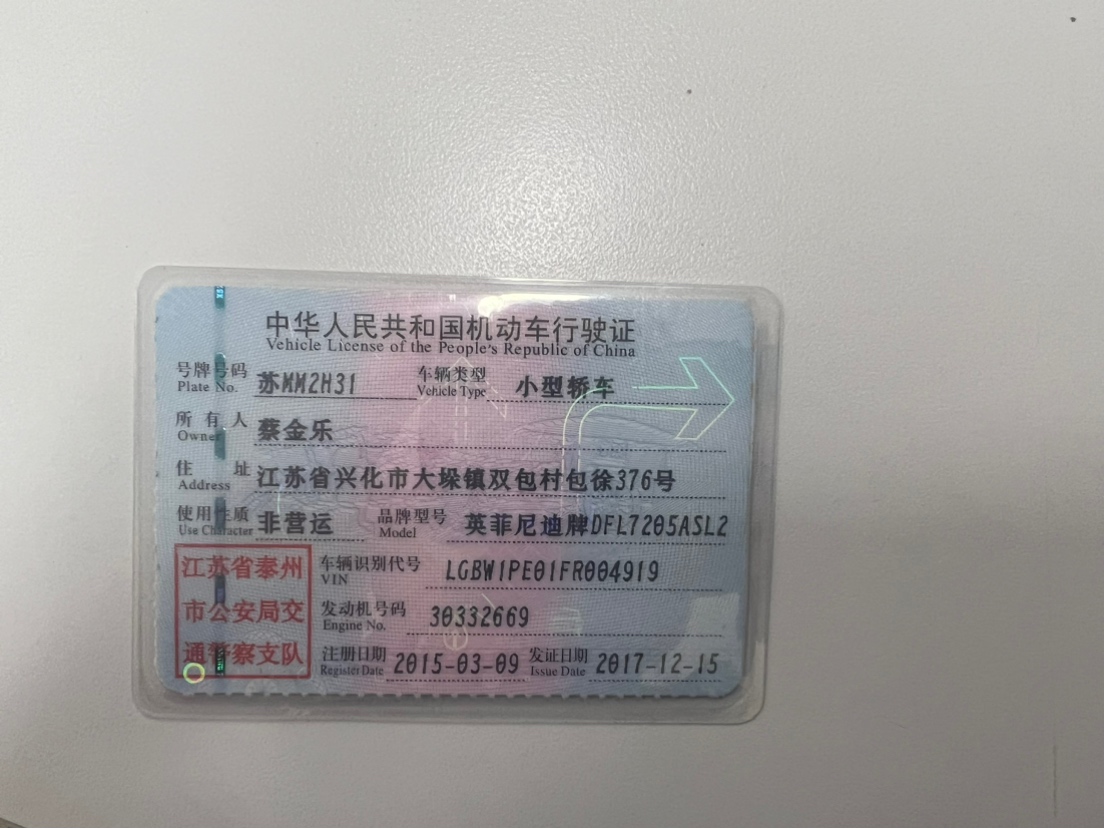 中华人民共和国机动车行驶证
Vehicle License of the People's Republic of China
号牌号码 苏MM2H31 车辆类型 小型轿车
Plate No. Vehicle Type
所有人 蔡金乐
Owner
住址 江苏省兴化市大垛镇双包村包徐376号
Address
使用性质 非营运 品牌型号 英菲尼迪牌DFL7205ASL2
Use Character Model
江苏省泰州
市公安局交
通警察支队
车辆识别代号 LGBW1PE01FR004919
VIN
发动机号码 30332669
Engine No.
注册日期 2015-03-09 发证日期 2017-12-15
Register Date Issue Date